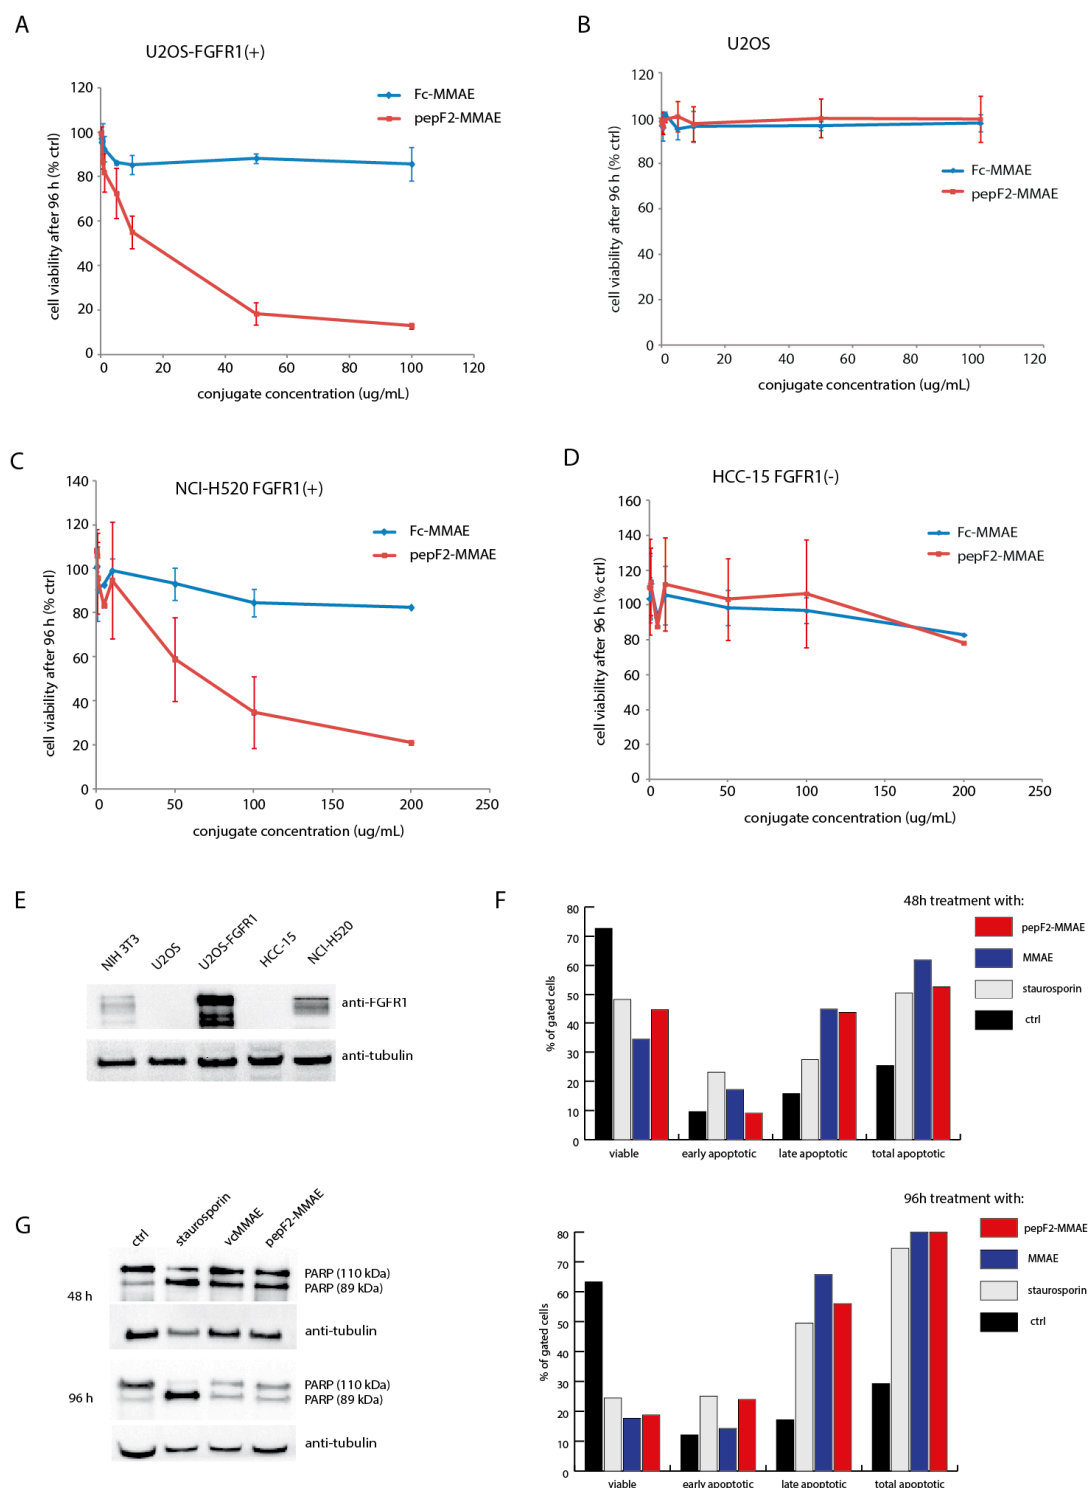 A
U2OS-FGFR1(+)
120
100
80
60
40
20
0
0 20 40 60 80 100 120
cell viability after 96 h (% ctrl)
conjugate concentration (ug/mL)
Fc-MMAE
pepF2-MMAE
B
U2OS
120
100
80
60
40
20
0
0 20 40 60 80 100 120
cell viability after 96 h (% ctrl)
conjugate concentration (ug/mL)
Fc-MMAE
pepF2-MMAE
C
NCI-H520 FGFR1(+)
140
120
100
80
60
40
20
0
0 50 100 150 200 250
cell viability after 96 h (% ctrl)
conjugate concentration (ug/mL)
Fc-MMAE
pepF2-MMAE
D
HCC-15 FGFR1(-)
160
140
120
100
80
60
40
20
0
0 50 100 150 200 250
cell viability after 96 h (% ctrl)
conjugate concentration (ug/mL)
Fc-MMAE
pepF2-MMAE
E
NIH 3T3
U2OS
U2OS-FGFR1
HCC-15
NCI-H520
anti-FGFR1
anti-tubulin
F
48h treatment with:
pepF2-MMAE
MMAE
staurosporin
ctrl
80
70
60
50
40
30
20
10
0
% of gated cells
viable early apoptotic late apoptotic total apoptotic
96h treatment with:
pepF2-MMAE
MMAE
staurosporin
ctrl
80
70
60
50
40
30
20
10
0
% of gated cells
viable early apoptotic late apoptotic total apoptotic
G
ctrl
staurosporin
vcMMAE
pepF2-MMAE
48 h
PARP (110 kDa)
PARP (89 kDa)
anti-tubulin
96 h
PARP (110 kDa)
PARP (89 kDa)
anti-tubulin